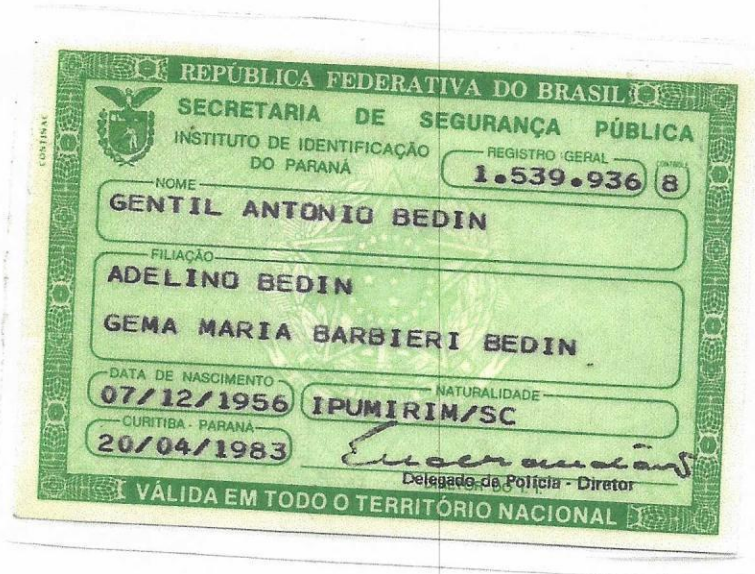 REPÚBLICA FEDERATIVA DO BRASIL
SECRETARIA DE SEGURANÇA PÚBLICA
INSTITUTO DE IDENTIFICAÇÃO
DO PARANÁ
REGISTRO GERAL
CONTROLE
1.539.936 8
NOME
GENTIL ANTONIO BEDIN
FILIAÇÃO
ADELINO BEDIN
GEMA MARIA BARBIERI BEDIN
DATA DE NASCIMENTO
07/12/1956
NATURALIDADE
IPUMIRIM/SC
CURITIBA - PARANÁ
20/04/1983
Delegado de Polícia - Diretor
VÁLIDA EM TODO O TERRITÓRIO NACIONAL
CONTINAC